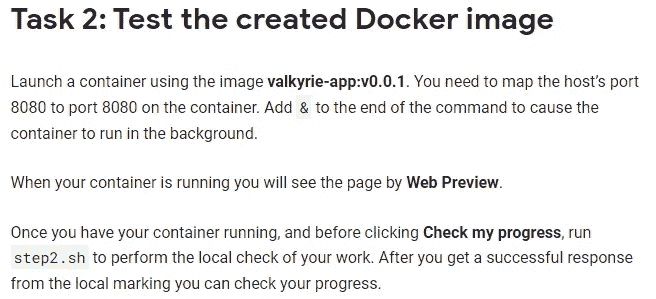 Task 2: Test the created Docker image
Launch a container using the image valkyrie-app:v0.0.1. You need to map the host's port
8080 to port 8080 on the container. Add & to the end of the command to cause the
container to run in the background.
When your container is running you will see the page by Web Preview.
Once you have your container running, and before clicking Check my progress, run
step2.sh to perform the local check of your work. After you get a successful response
from the local marking you can check your progress.